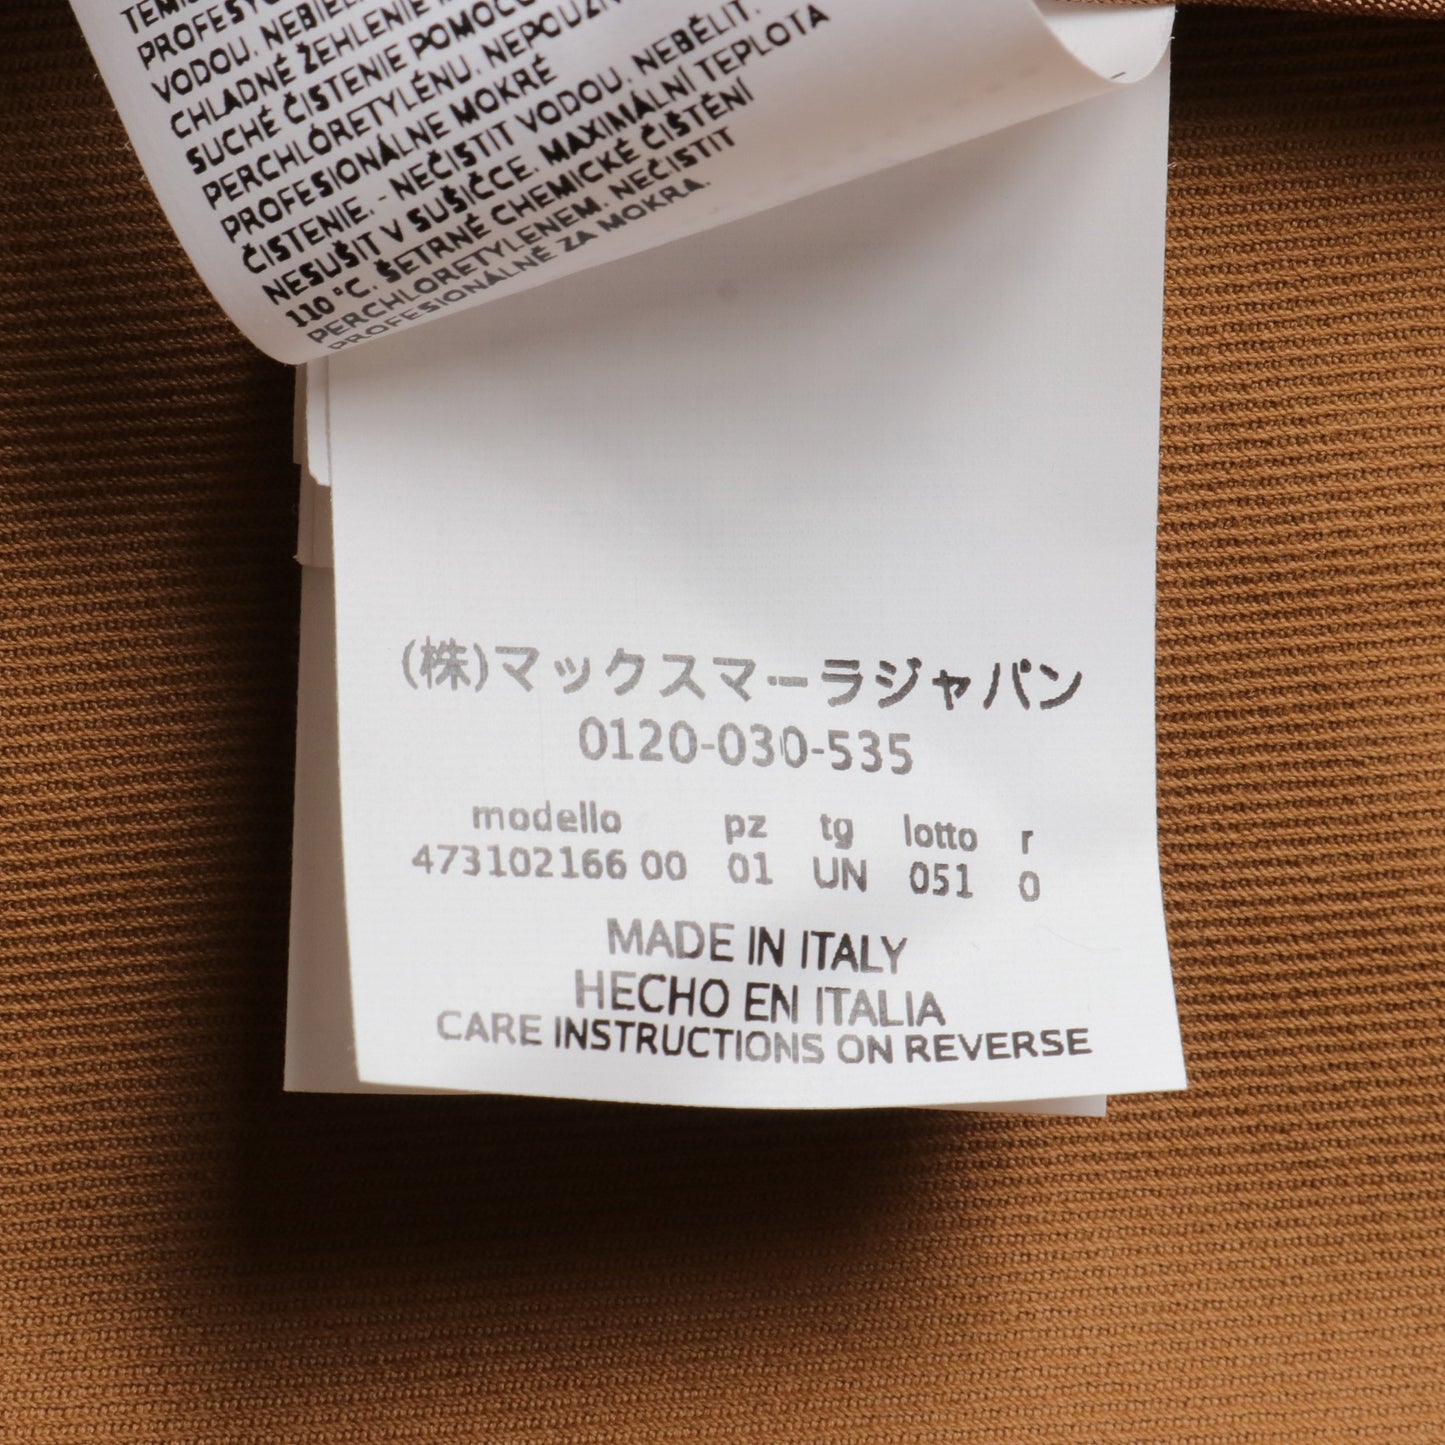 VODOU. NEBIEL
CHLADNÉ ŽEHLENIE
SUCHÉ ČISTENIE POMOCOU
PERCHLÓRETYLÉNU. NEPOUŽÍV
PROFESIONÁLNE MOKRÉ
ČISTENIE. - NEČISTIT VODOU. NEBĚLIT.
NESUŠIT V SUŠIČCE. MAXIMÁLNÍ TEPLOTA
110 °C. ŠETRNÉ CHEMICKÉ ČIŠTĚNÍ
PERCHLORETYLENEM. NEČISTIT
PROFESIONÁLNĚ ZA MOKRA.
(株)マックスマーラジャパン
0120-030-535
modello pz tg lotto r
473102166 00 01 UN 051 0
MADE IN ITALY
HECHO EN ITALIA
CARE INSTRUCTIONS ON REVERSE